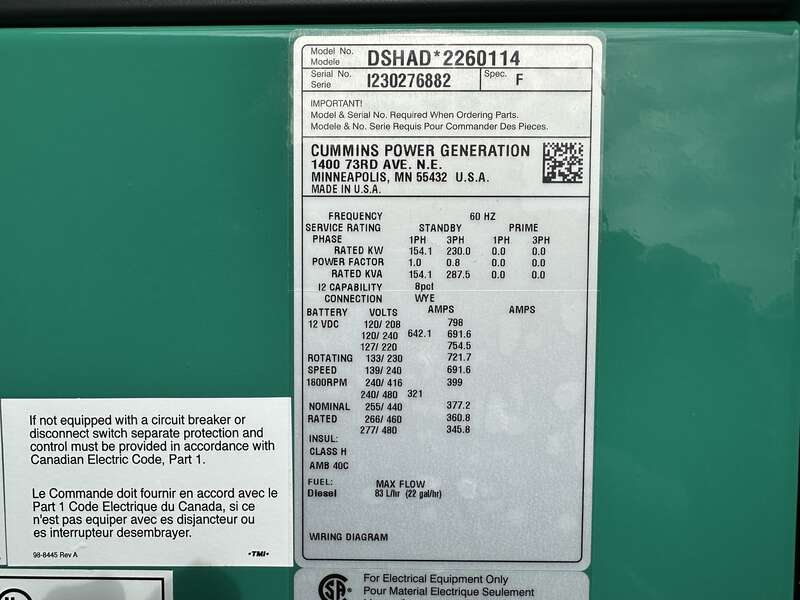 Model No. DSHAD*2260114
Modele
Serial No. I230276882 Spec. F
Serie
IMPORTANT!
Model & Serial No. Required When Ordering Parts.
Modele & No. Serie Requis Pour Commander Des Pieces.
CUMMINS POWER GENERATION
1400 73RD AVE. N.E.
MINNEAPOLIS, MN 55432 U.S.A.
MADE IN U.S.A.
FREQUENCY 60 HZ
SERVICE RATING STANDBY PRIME
PHASE 1PH 3PH 1PH 3PH
RATED KW 154.1 230.0 0.0 0.0
POWER FACTOR 1.0 0.8 0.0 0.0
RATED KVA 154.1 287.5 0.0 0.0
I2 CAPABILITY 8pct
CONNECTION WYE
BATTERY VOLTS AMPS AMPS
12 VDC 120/ 208 798
120/ 240 642.1 691.6
127/ 220 754.5
ROTATING 133/ 230 721.7
SPEED 139/ 240 691.6
1800RPM 240/ 416 399
240/ 480 321
NOMINAL 255/ 440 377.2
RATED 266/ 460 360.8
277/ 480 345.8
INSUL:
CLASS H
AMB 40C
FUEL: MAX FLOW
Diesel 83 L/hr (22 gal/hr)
WIRING DIAGRAM
If not equipped with a circuit breaker or
disconnect switch separate protection and
control must be provided in accordance with
Canadian Electric Code, Part 1.
Le Commande doit fournir en accord avec le
Part 1 Code Electrique du Canada, si ce
n'est pas equiper avec es disjanteur ou
es interrupteur desembrayer.
98-8445 Rev A •TMI•
For Electrical Equipment Only
Pour Material Electrique Seulement